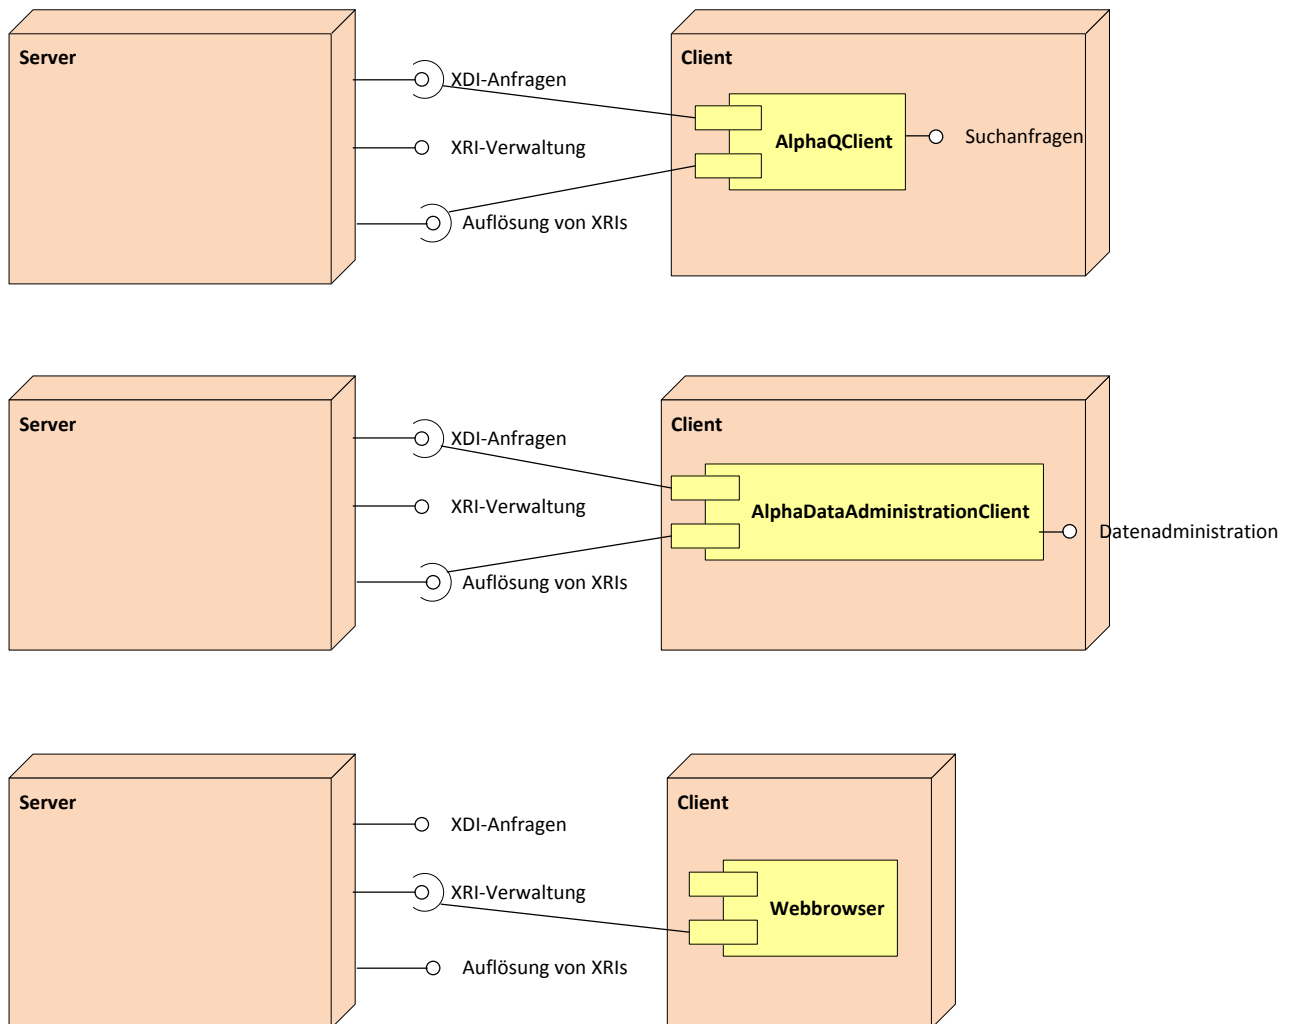 Server
XDI-Anfragen
XRI-Verwaltung
Auflösung von XRIs
Client
AlphaQClient
Suchanfragen
Server
XDI-Anfragen
XRI-Verwaltung
Auflösung von XRIs
Client
AlphaDataAdministrationClient
Datenadministration
Server
XDI-Anfragen
XRI-Verwaltung
Auflösung von XRIs
Client
Webbrowser